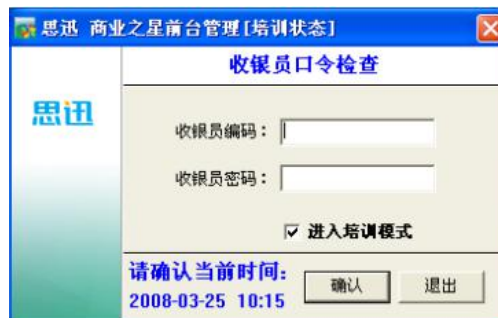 思迅 商业之星前台管理[培训状态]
收银员口令检查
思迅
收银员编码：
收银员密码：
进入培训模式
请确认当前时间:
2008-03-25 10:15
确认
退出